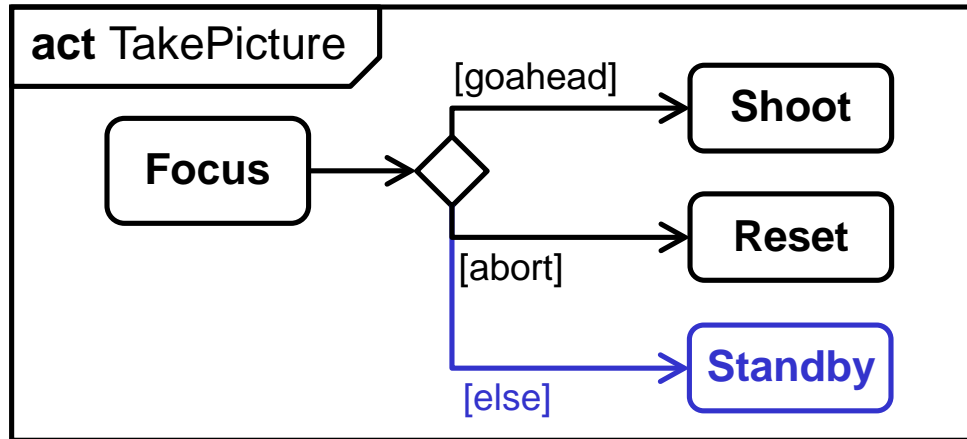 act TakePicture
[goahead]
Shoot
Focus
Reset
[abort]
Standby
[else]